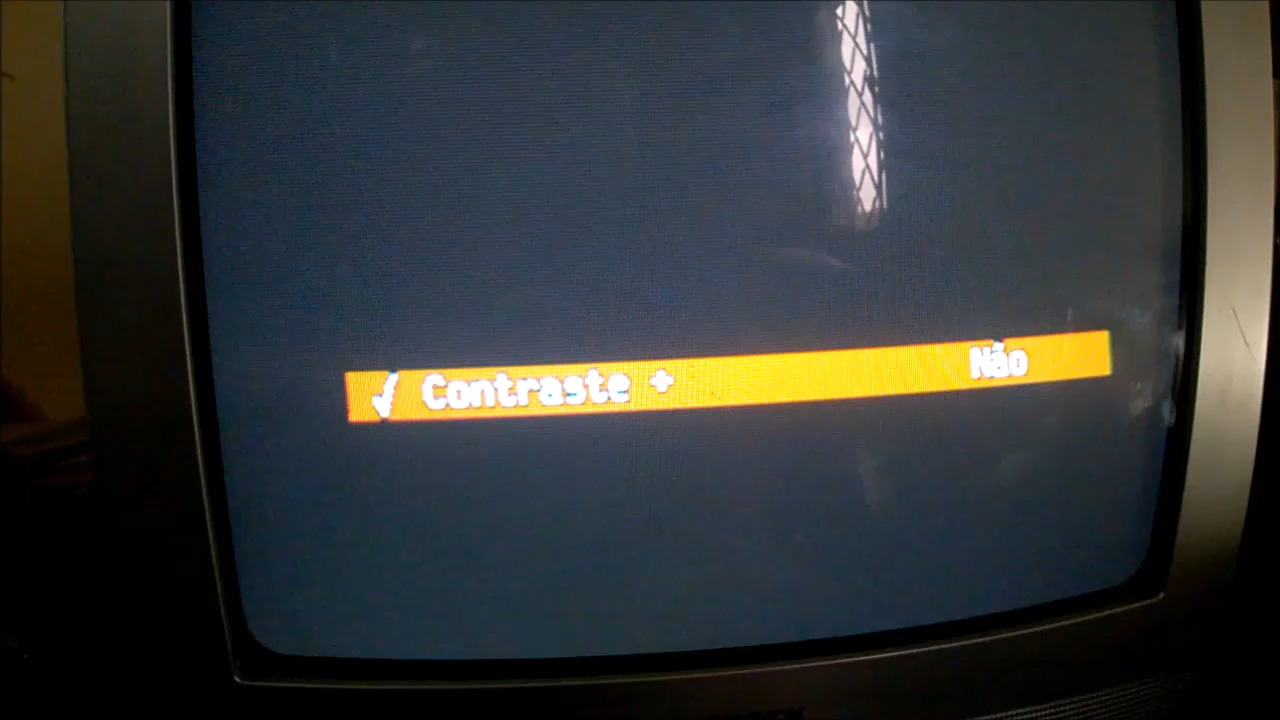 ✓ Contraste + Não